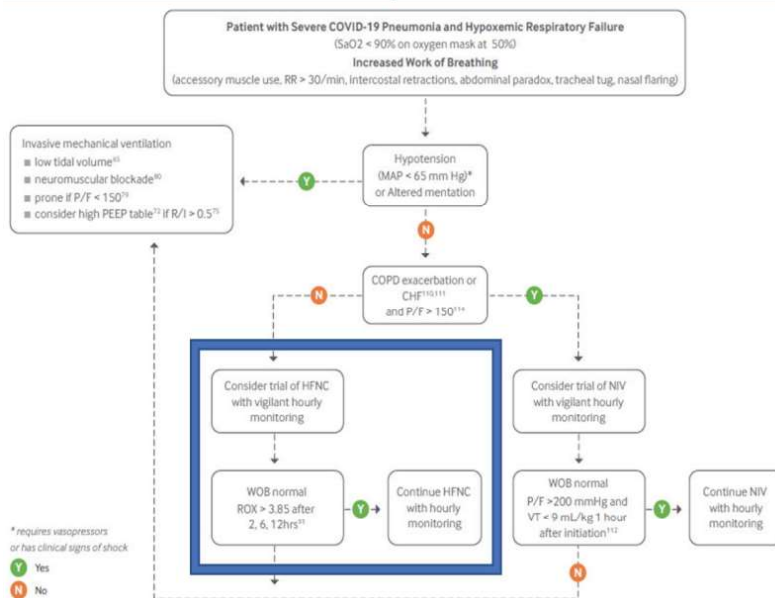 Patient with Severe COVID-19 Pneumonia and Hypoxemic Respiratory Failure
(SaO2 < 90% on oxygen mask at 50%)
Increased Work of Breathing
(accessory muscle use, RR > 30/min, intercostal retractions, abdominal paradox, tracheal tug, nasal flaring)
Invasive mechanical ventilation
■ low tidal volume
■ neuromuscular blockade
■ prone if P/F < 150
■ consider high PEEP table if R/I > 0.5
Y
Hypotension
(MAP < 65 mm Hg)*
or Altered mentation
N
N
COPD exacerbation or
CHF
and P/F > 150
Y
Consider trial of HFNC
with vigilant hourly
monitoring
WOB normal
ROX > 3.85 after
2, 6, 12hrs
Y
Continue HFNC
with hourly
monitoring
Consider trial of NIV
with vigilant hourly
monitoring
WOB normal
P/F >200 mmHg and
VT < 9 mL/kg 1 hour
after initiation
Y
Continue NIV
with hourly
monitoring
N
* requires vasopressors
or has clinical signs of shock
Y Yes
N No